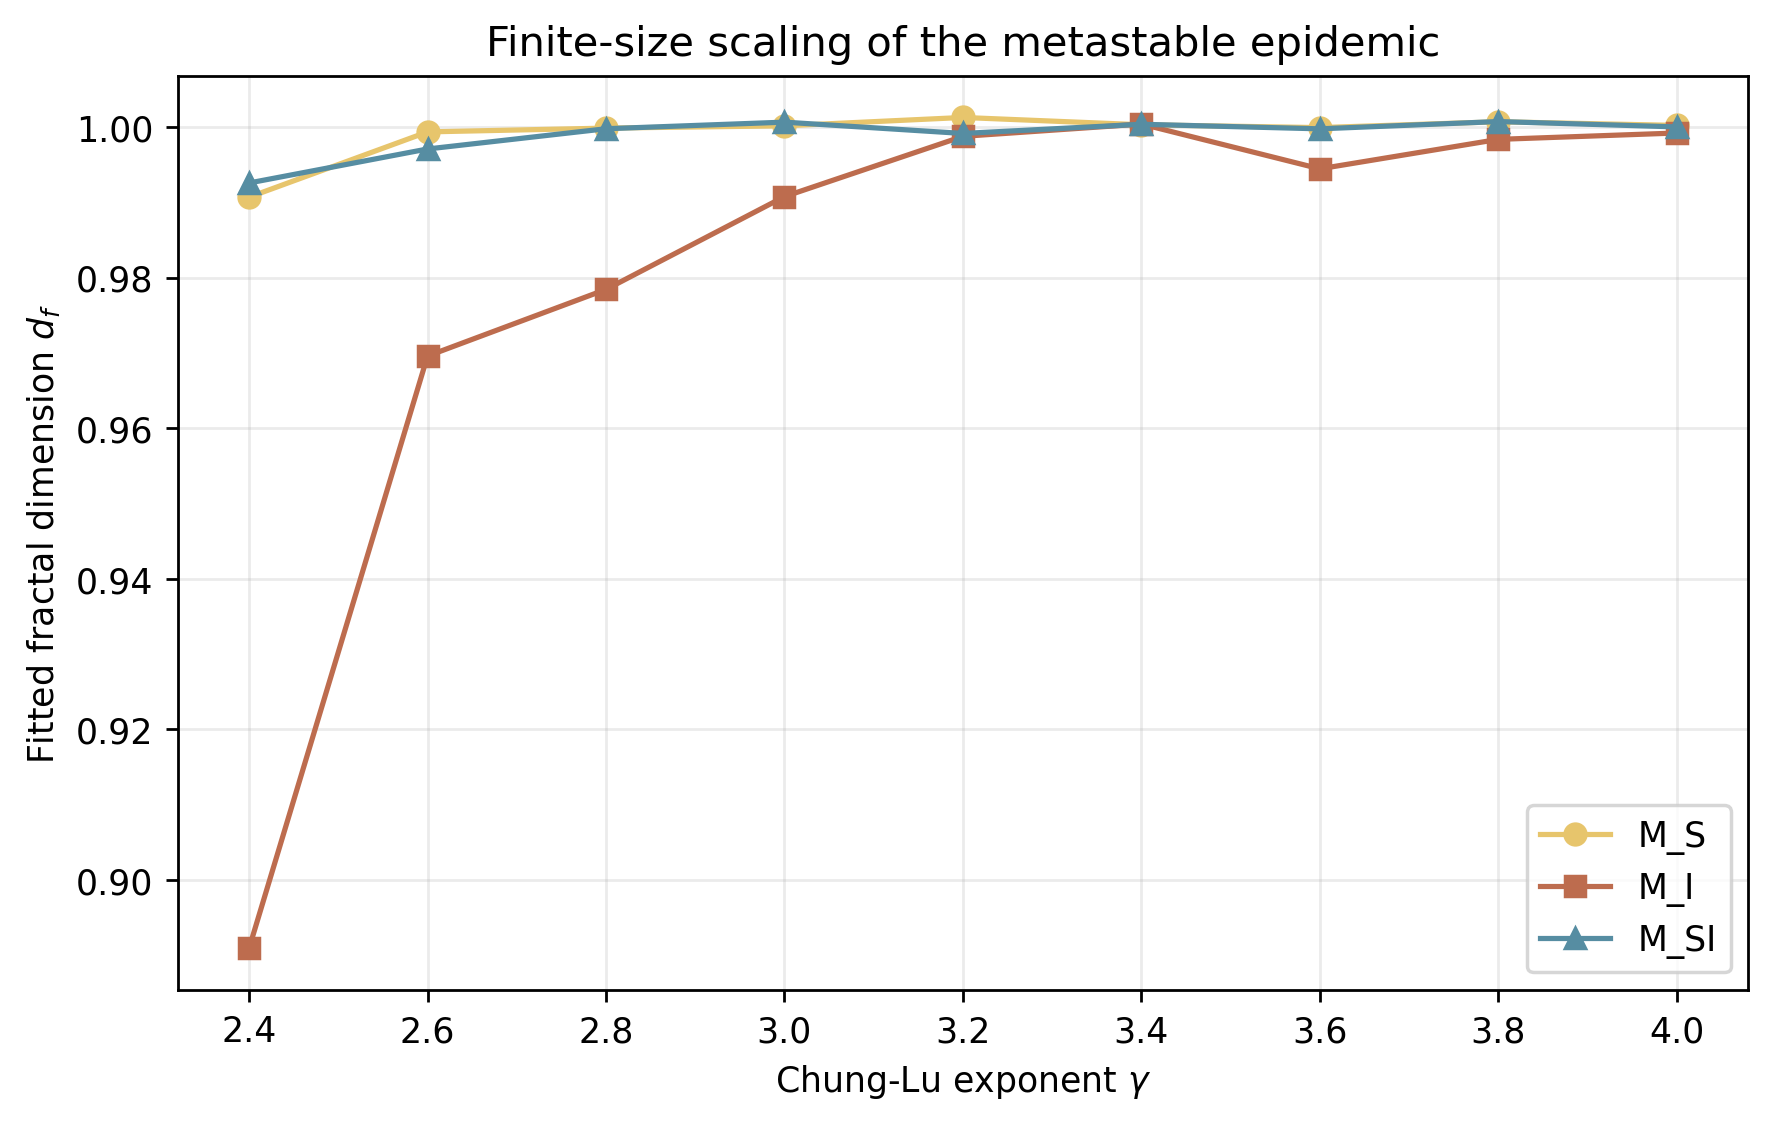 Finite-size scaling of the metastable epidemic
Fitted fractal dimension d_f
1.00
0.98
0.96
0.94
0.92
0.90
M_S
M_I
M_SI
2.4 2.6 2.8 3.0 3.2 3.4 3.6 3.8 4.0
Chung-Lu exponent γ